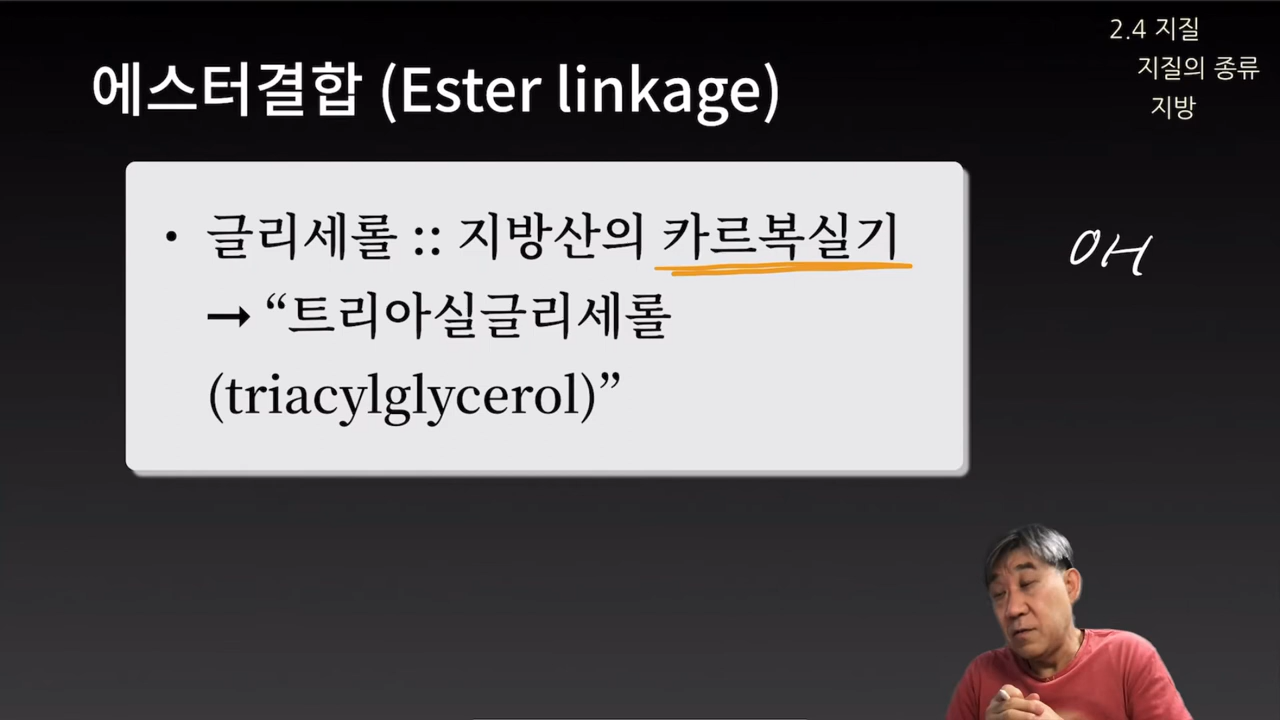 2.4 지질
지질의 종류
지방
에스터결합 (Ester linkage)
• 글리세롤 :: 지방산의 카르복실기
→ “트리아실글리세롤
(triacylglycerol)”
OH